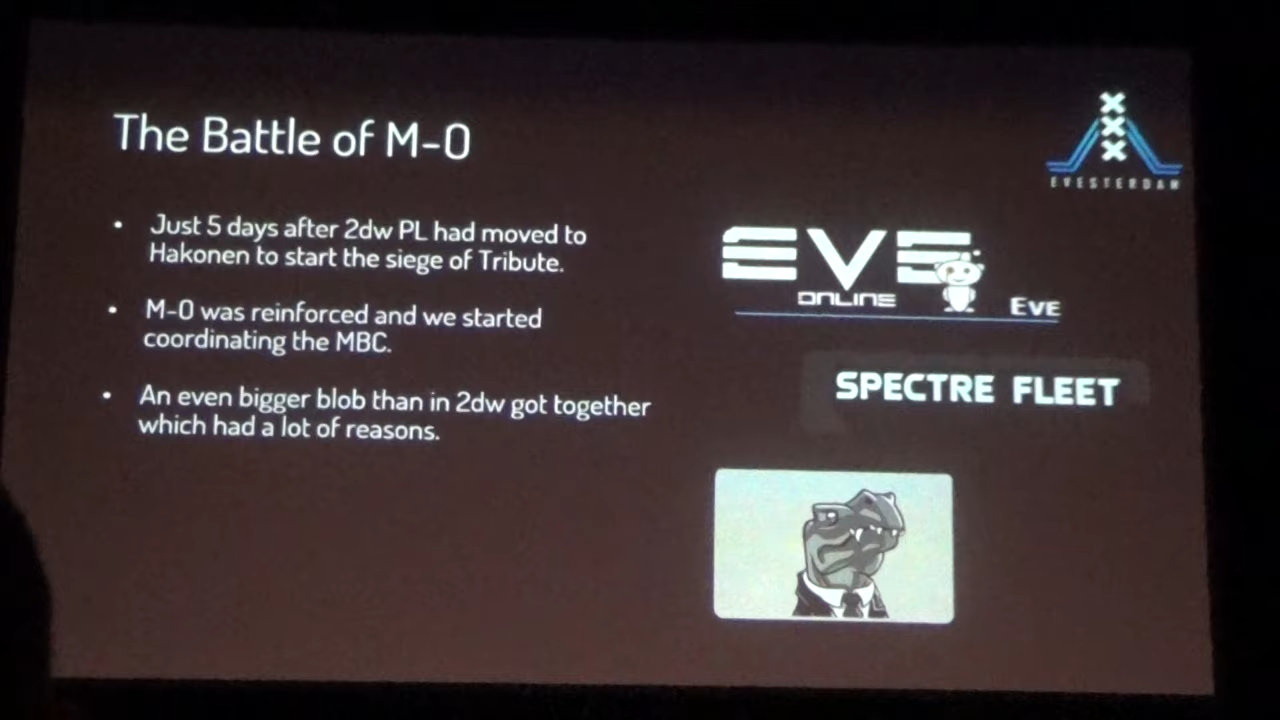 The Battle of M-O
• Just 5 days after 2dw PL had moved to
Hakonen to start the siege of Tribute.
• M-O was reinforced and we started
coordinating the MBC.
• An even bigger blob than in 2dw got together
which had a lot of reasons.
XXX
EVESTERDAM
EVE
ONLINE
EVE
SPECTRE FLEET